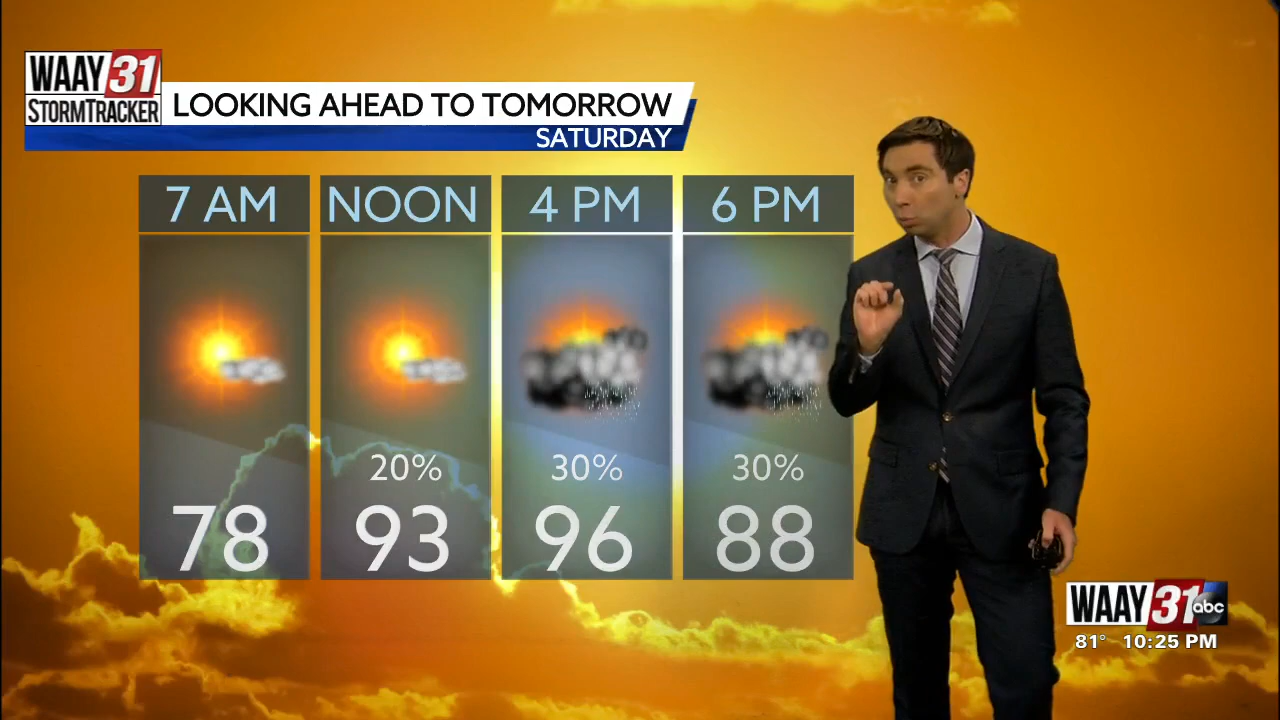 WAAY 31
STORMTRACKER
LOOKING AHEAD TO TOMORROW
SATURDAY
7 AM NOON 4 PM 6 PM
20% 30% 30%
78 93 96 88
WAAY 31 abc
81° 10:25 PM